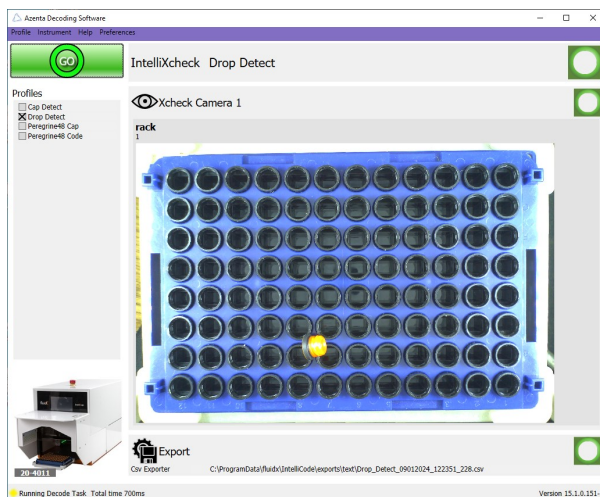 Azenta Decoding Software
Profile Instrument Help Preferences
GO
IntelliXcheck Drop Detect
Profiles
Cap Detect
Drop Detect
Peregrine48 Cap
Peregrine48 Code
Xcheck Camera 1
rack
1
20-4011
Export
Csv Exporter C:\ProgramData\fluidx\IntelliCode\exports\text\Drop_Detect_09012024_122351_228.csv
Running Decode Task Total time 700ms
Version 15.1.0.151-